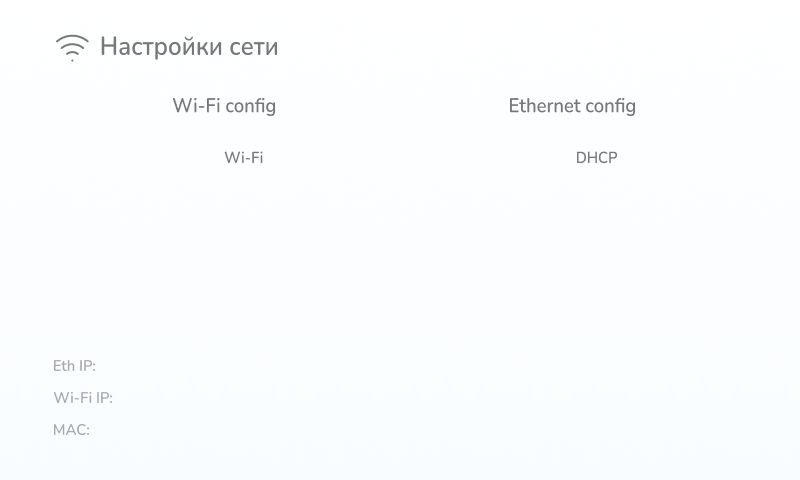 Настройки сети
Wi-Fi config
Ethernet config
Wi-Fi
DHCP
Eth IP:
Wi-Fi IP:
MAC: